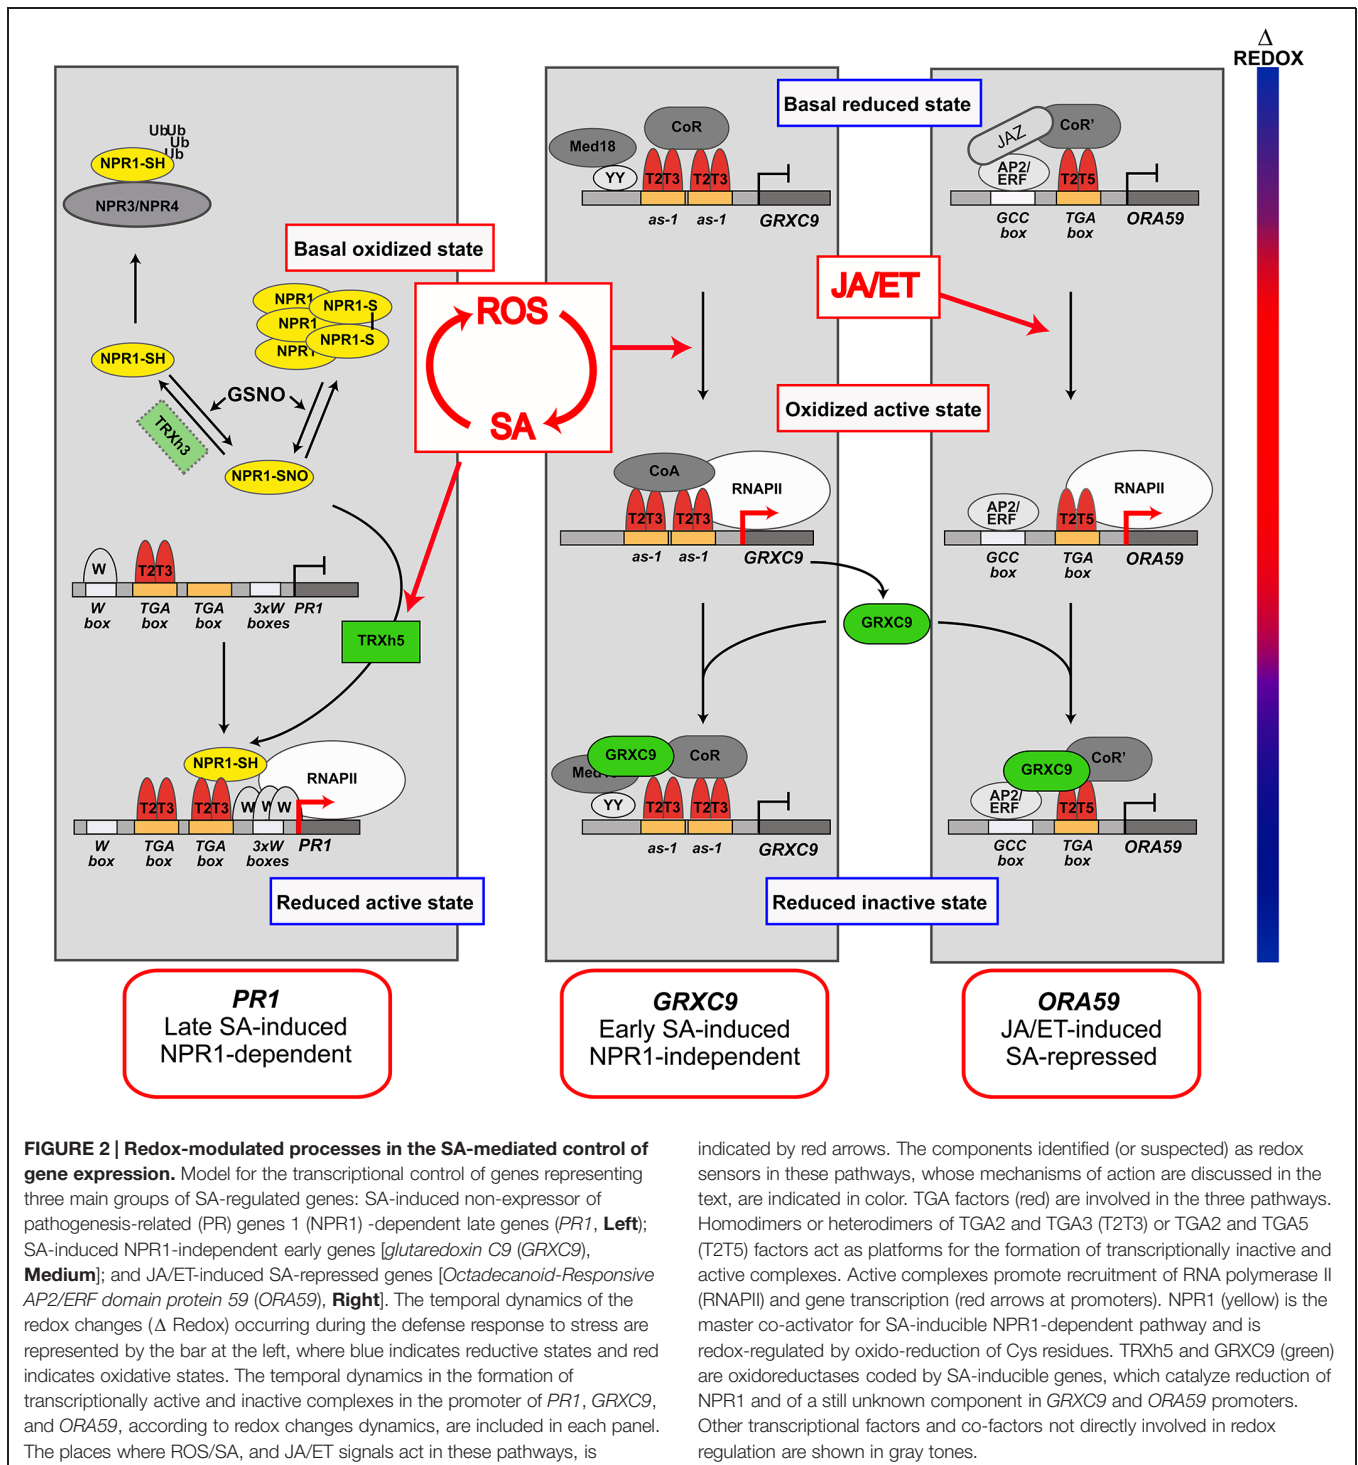 Δ
REDOX
UbUb
Ub
Ub
NPR1-SH
NPR3/NPR4
Basal oxidized state
NPR1
NPR1-S
NPR1
NPR1-S
NPR1
NPR1-SH
GSNO
TRXh3
NPR1-SNO
W
T2T3
W
box
TGA
box
TGA
box
3xW
boxes
PR1
TRXh5
NPR1-SH
RNAPII
T2T3
T2T3
W
W
W
W
box
TGA
box
TGA
box
3xW
boxes
PR1
Reduced active state
ROS
SA
Basal reduced state
Med18
CoR
YY
T2T3
T2T3
as-1
as-1
GRXC9
JAZ
CoR'
AP2/
ERF
T2T5
GCC
box
TGA
box
ORA59
JA/ET
Oxidized active state
CoA
RNAPII
T2T3
T2T3
as-1
as-1
GRXC9
AP2/
ERF
T2T5
RNAPII
GCC
box
TGA
box
ORA59
GRXC9
Med18
GRXC9
CoR
YY
T2T3
T2T3
as-1
as-1
GRXC9
GRXC9
CoR'
AP2/
ERF
T2T5
GCC
box
TGA
box
ORA59
Reduced inactive state
PR1
Late SA-induced
NPR1-dependent
GRXC9
Early SA-induced
NPR1-independent
ORA59
JA/ET-induced
SA-repressed
FIGURE 2 | Redox-modulated processes in the SA-mediated control of
gene expression. Model for the transcriptional control of genes representing
three main groups of SA-regulated genes: SA-induced non-expressor of
pathogenesis-related (PR) genes 1 (NPR1) -dependent late genes (PR1, Left);
SA-induced NPR1-independent early genes [glutaredoxin C9 (GRXC9),
Medium]; and JA/ET-induced SA-repressed genes [Octadecanoid-Responsive
AP2/ERF domain protein 59 (ORA59), Right]. The temporal dynamics of the
redox changes (Δ Redox) occurring during the defense response to stress are
represented by the bar at the left, where blue indicates reductive states and red
indicates oxidative states. The temporal dynamics in the formation of
transcriptionally active and inactive complexes in the promoter of PR1, GRXC9,
and ORA59, according to redox changes dynamics, are included in each panel.
The places where ROS/SA, and JA/ET signals act in these pathways, is
indicated by red arrows. The components identified (or suspected) as redox
sensors in these pathways, whose mechanisms of action are discussed in the
text, are indicated in color. TGA factors (red) are involved in the three pathways.
Homodimers or heterodimers of TGA2 and TGA3 (T2T3) or TGA2 and TGA5
(T2T5) factors act as platforms for the formation of transcriptionally inactive and
active complexes. Active complexes promote recruitment of RNA polymerase II
(RNAPII) and gene transcription (red arrows at promoters). NPR1 (yellow) is the
master co-activator for SA-inducible NPR1-dependent pathway and is
redox-regulated by oxido-reduction of Cys residues. TRXh5 and GRXC9 (green)
are oxidoreductases coded by SA-inducible genes, which catalyze reduction of
NPR1 and of a still unknown component in GRXC9 and ORA59 promoters.
Other transcriptional factors and co-factors not directly involved in redox
regulation are shown in gray tones.